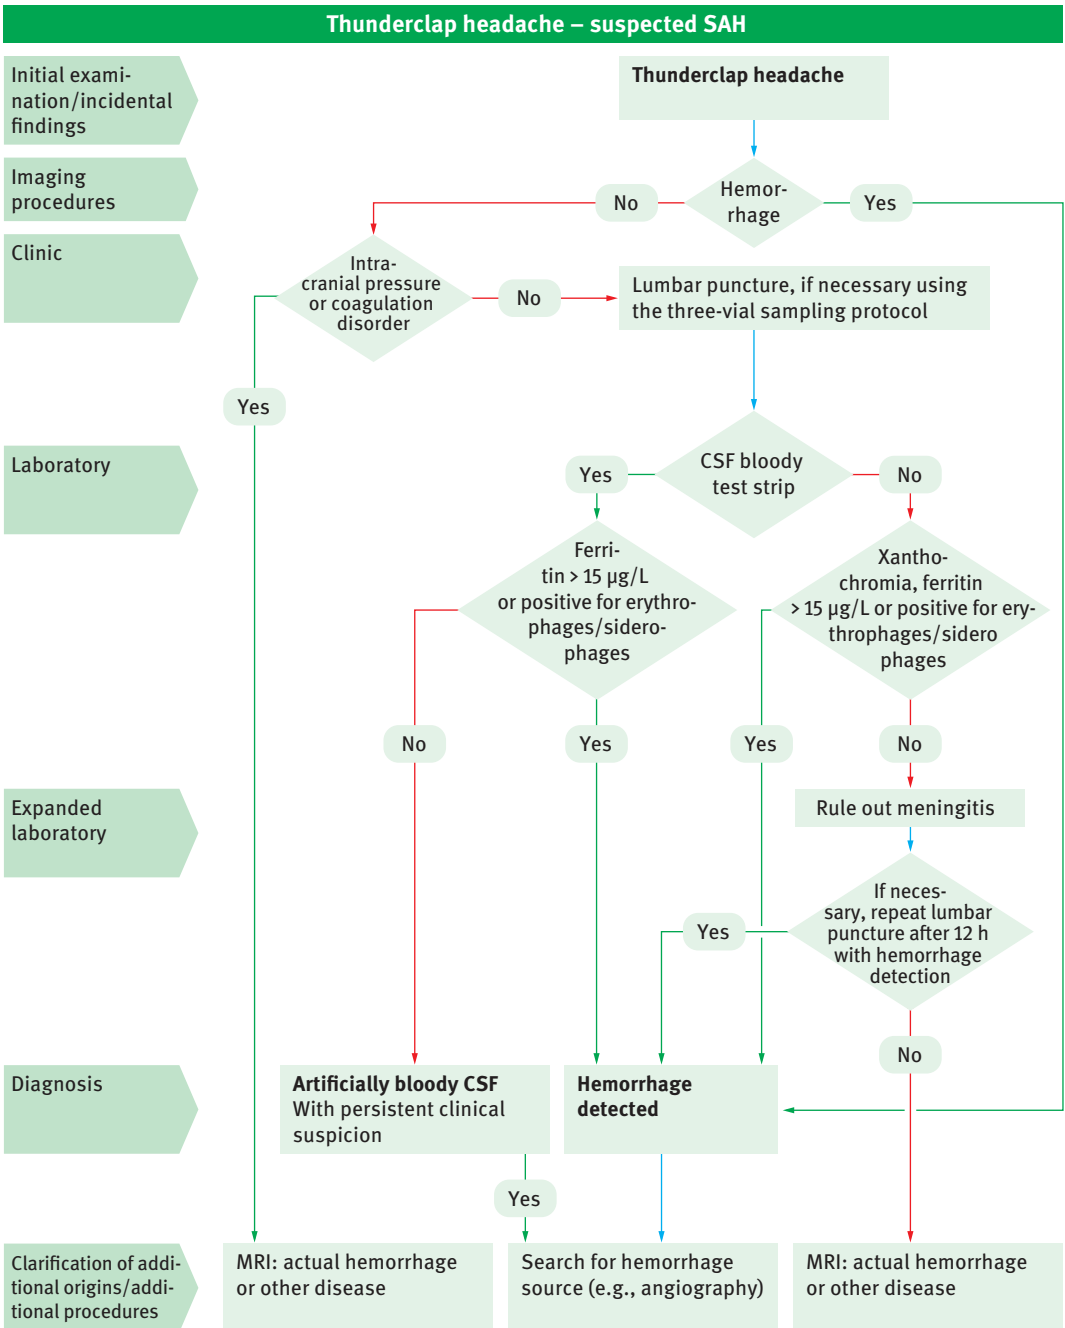 Thunderclap headache – suspected SAH
Initial exami-
nation/incidental
findings
Thunderclap headache
Imaging
procedures
Hemor-
rhage
No
Yes
Clinic
Intra-
cranial pressure
or coagulation
disorder
No
Lumbar puncture, if necessary using
the three-vial sampling protocol
Yes
Laboratory
CSF bloody
test strip
Yes
No
Ferri-
tin > 15 µg/L
or positive for erythro-
phages/sidero-
phages
Xantho-
chromia, ferritin
> 15 µg/L or positive for ery-
throphages/sidero
phages
No
Yes
Yes
No
Expanded
laboratory
Rule out meningitis
If neces-
sary, repeat lumbar
puncture after 12 h
with hemorrhage
detection
Yes
No
Diagnosis
Artificially bloody CSF
With persistent clinical
suspicion
Hemorrhage
detected
Yes
Clarification of addi-
tional origins/addi-
tional procedures
MRI: actual hemorrhage
or other disease
Search for hemorrhage
source (e.g., angiography)
MRI: actual hemorrhage
or other disease